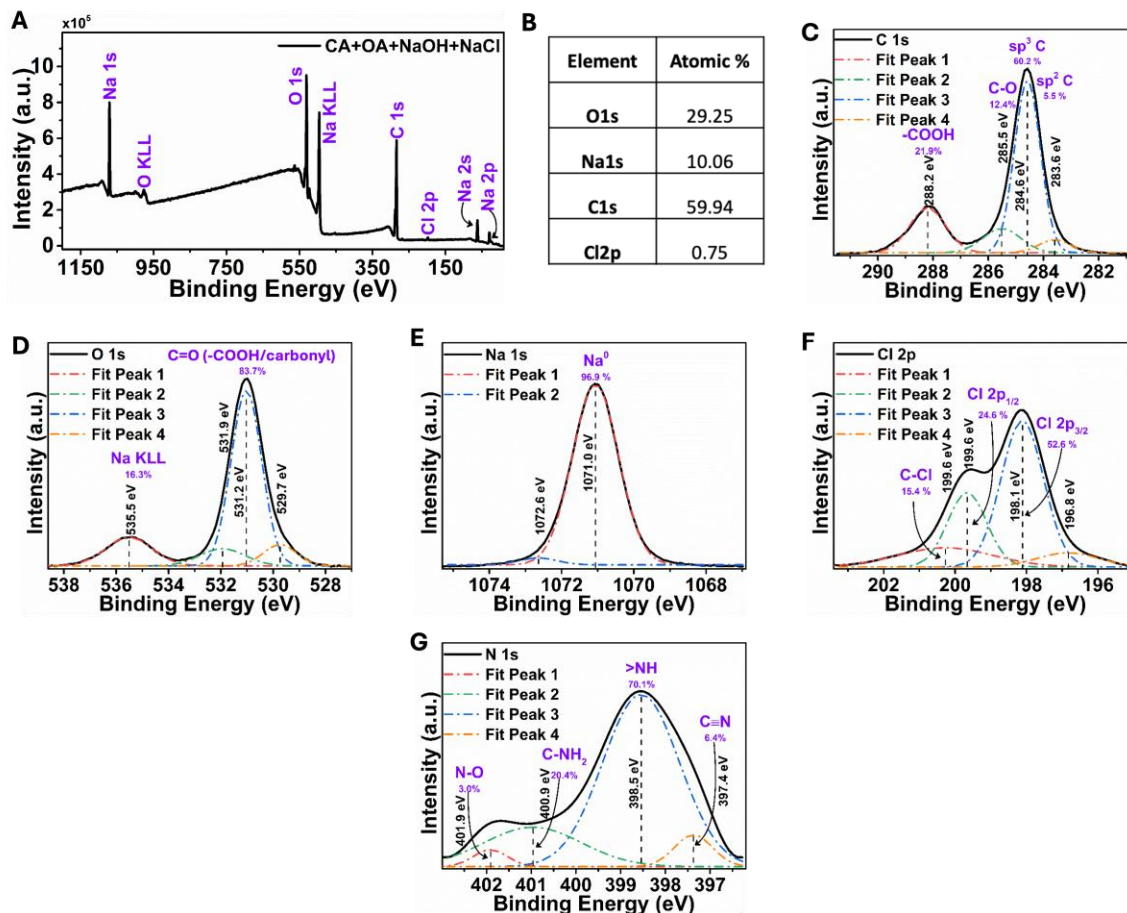 A
x10⁵
CA+OA+NaOH+NaCl
Na 1s
O KLL
O 1s
Na KLL
C 1s
Cl 2p
Na 2s
Na 2p
Intensity (a.u.)
10
8
6
4
2
0
1150 950 550 350 150
Binding Energy (eV)
B
Element Atomic %
O1s 29.25
Na1s 10.06
C1s 59.94
Cl2p 0.75
C
C 1s
Fit Peak 1
Fit Peak 2
Fit Peak 3
Fit Peak 4
sp³ C
60.2 %
sp² C
5.5 %
C-O
12.4%
-COOH
21.9%
288.2 eV
285.5 eV
284.6 eV
283.6 eV
Intensity (a.u.)
290 288 286 284 282
Binding Energy (eV)
D
O 1s
Fit Peak 1
Fit Peak 2
Fit Peak 3
Fit Peak 4
C=O (-COOH/carbonyl)
83.7%
Na KLL
16.3%
535.5 eV
531.9 eV
531.2 eV
529.7 eV
Intensity (a.u.)
538 536 534 532 530 528
Binding Energy (eV)
E
Na 1s
Fit Peak 1
Fit Peak 2
Na⁰
96.9 %
1072.6 eV
1071.0 eV
Intensity (a.u.)
1074 1072 1070 1068
Binding Energy (eV)
F
Cl 2p
Fit Peak 1
Fit Peak 2
Fit Peak 3
Fit Peak 4
Cl 2p₁/₂
24.6 %
Cl 2p₃/₂
52.6 %
C-Cl
15.4 %
199.6 eV
199.6 eV
198.1 eV
196.8 eV
Intensity (a.u.)
202 200 198 196
Binding Energy (eV)
G
N 1s
Fit Peak 1
Fit Peak 2
Fit Peak 3
Fit Peak 4
>NH
70.1%
C≡N
6.4%
C-NH₂
20.4%
N-O
3.0%
401.9 eV
400.9 eV
398.5 eV
397.4 eV
Intensity (a.u.)
402 401 400 399 398 397
Binding Energy (eV)